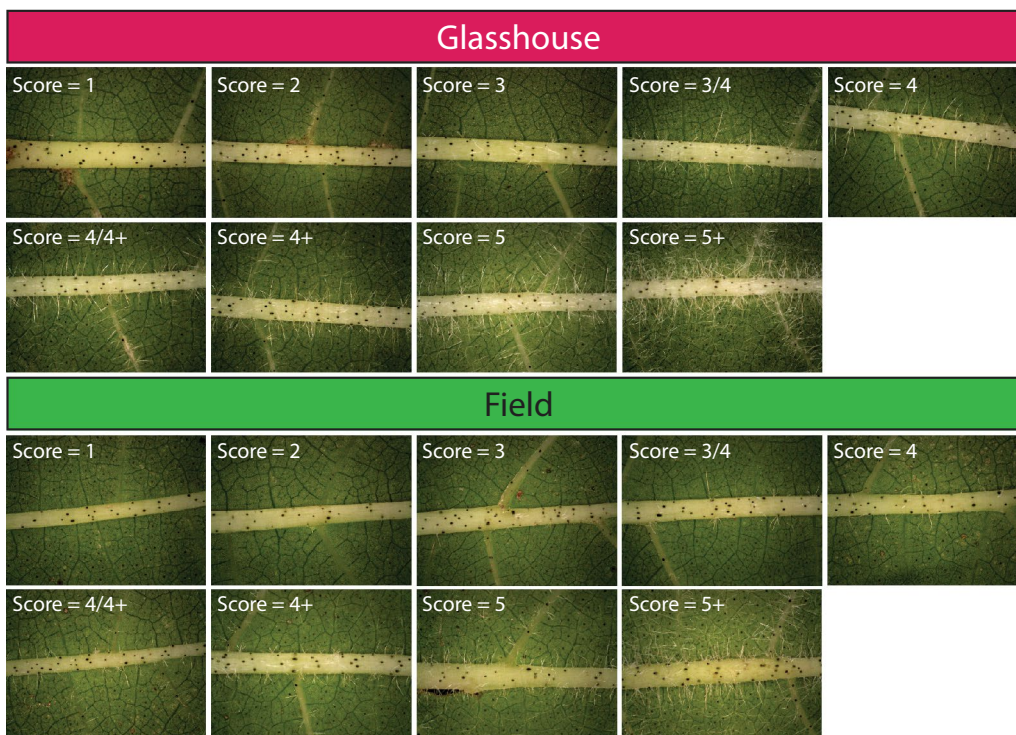 Glasshouse
Score = 1
Score = 2
Score = 3
Score = 3/4
Score = 4
Score = 4/4+
Score = 4+
Score = 5
Score = 5+
Field
Score = 1
Score = 2
Score = 3
Score = 3/4
Score = 4
Score = 4/4+
Score = 4+
Score = 5
Score = 5+